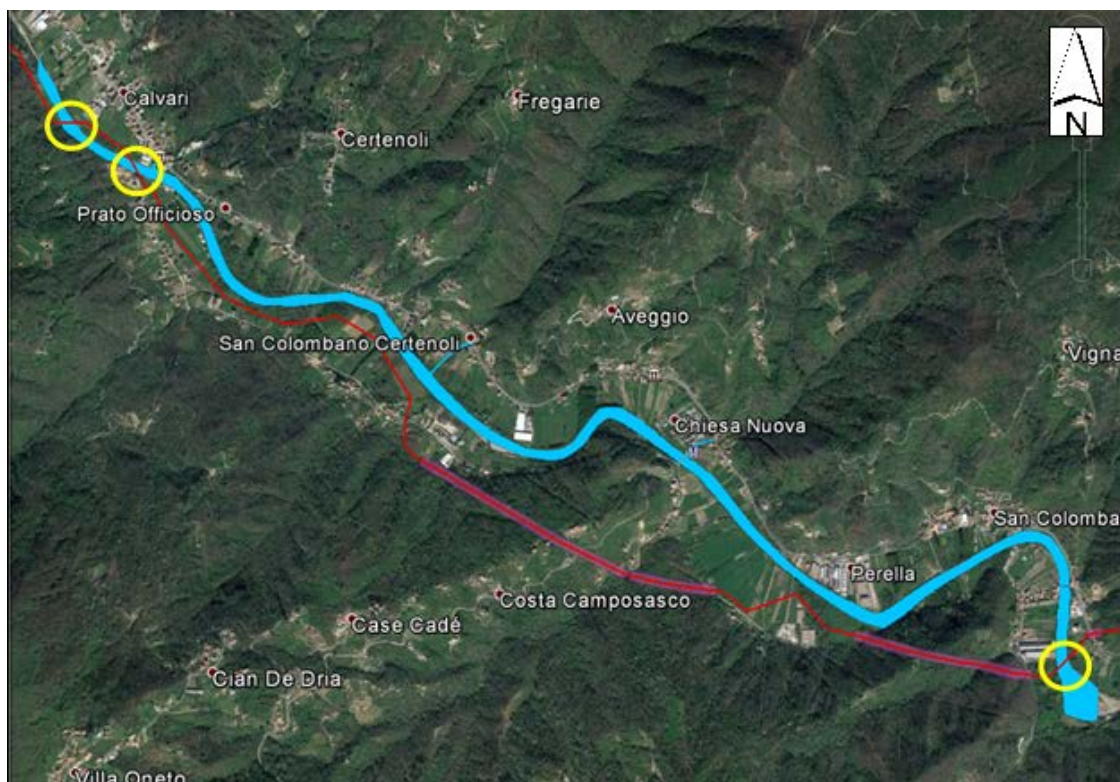 Calvari
Fregarie
Certenoli
N
Prato Officioso
Aveggio
San Colombano Certenoli
Vigna
Chiesa Nuova
San Colomba
Perella
Costa Camposasco
Case Cadé
Cian De Dria
Villa Oneto